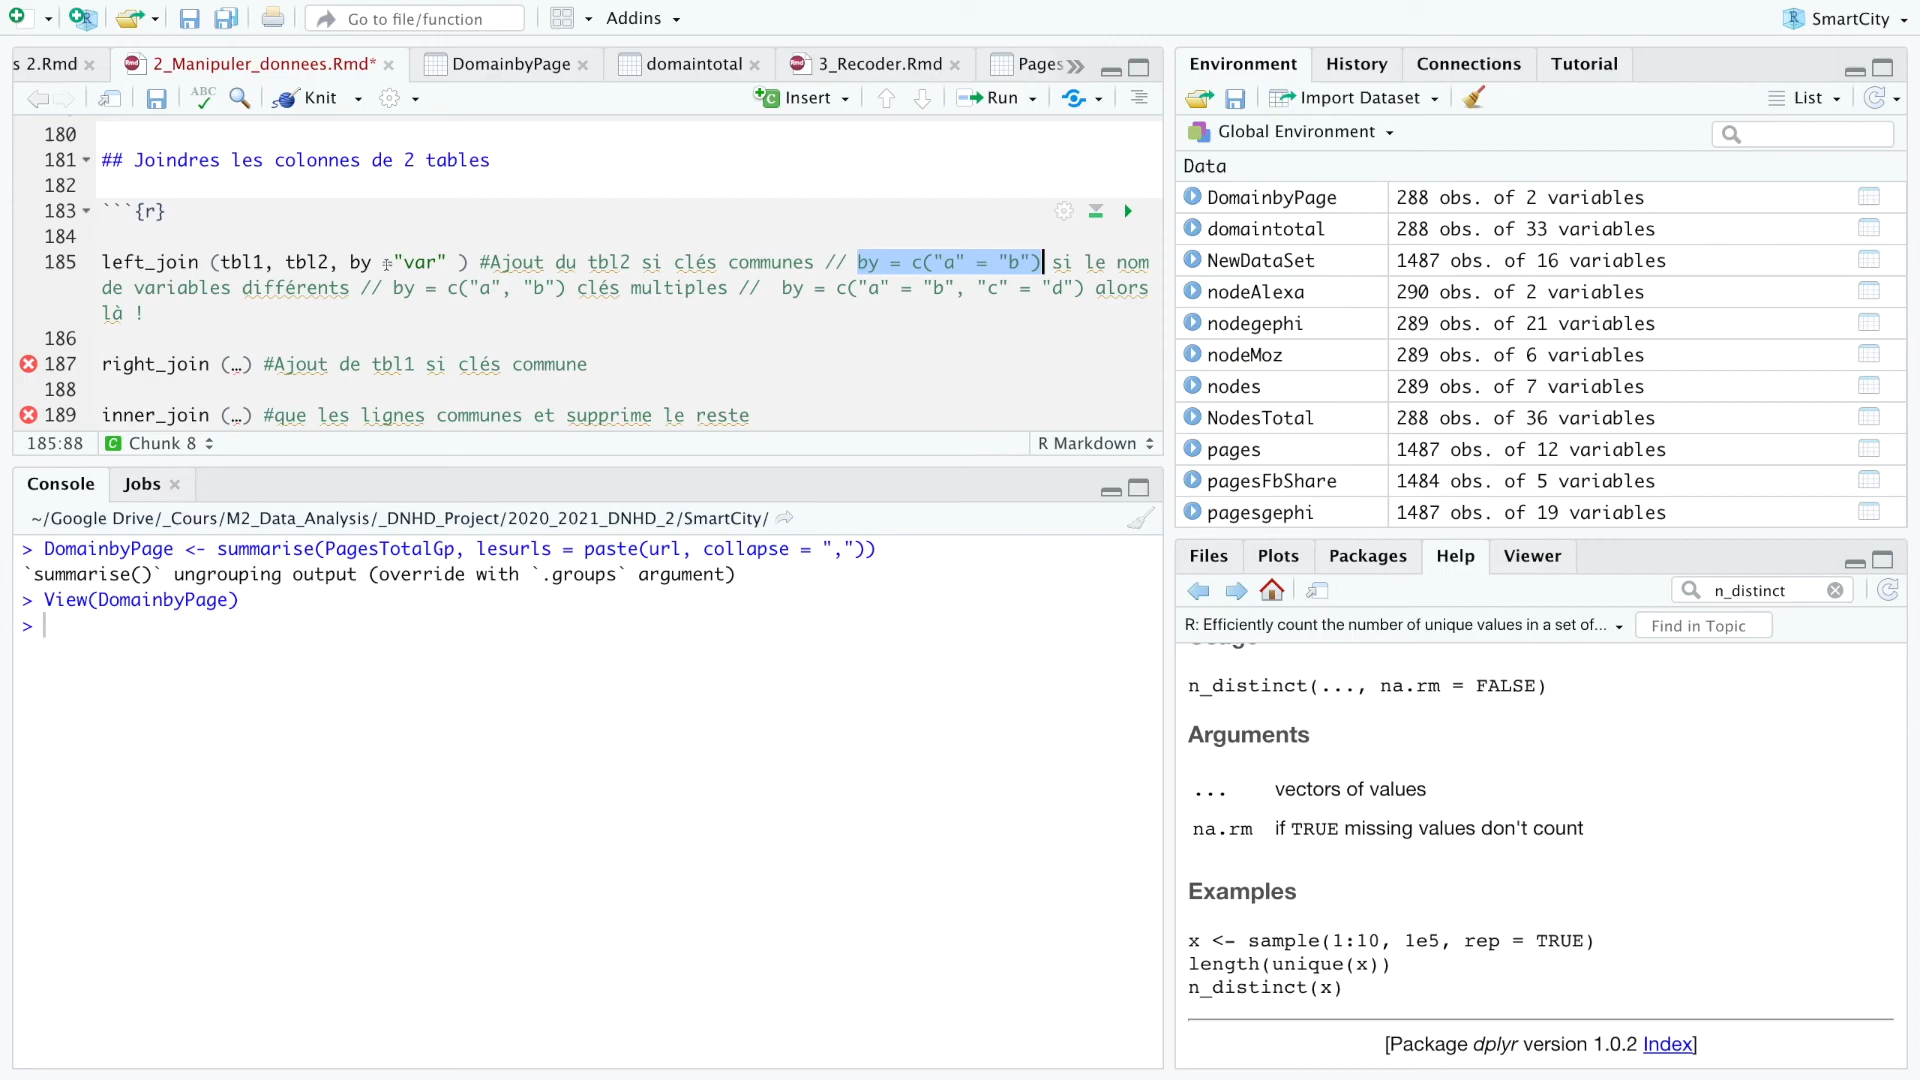 Go to file/function
Addins
SmartCity
s 2.Rmd
2_Manipuler_donnees.Rmd*
DomainbyPage
domaintotal
3_Recoder.Rmd
Pages
ABC
Knit
Insert
Run
180
181 ## Joindres les colonnes de 2 tables
182
183 ```{r}
184
185 left_join (tbl1, tbl2, by ="var" ) #Ajout du tbl2 si clés communes // by = c("a" = "b") si le nom
de variables différents // by = c("a", "b") clés multiples //  by = c("a" = "b", "c" = "d") alors
là !
186
187 right_join (…) #Ajout de tbl1 si clés commune
188
189 inner_join (…) #que les lignes communes et supprime le reste
185:88
Chunk 8
R Markdown
Console
Jobs
~/Google Drive/_Cours/M2_Data_Analysis/_DNHD_Project/2020_2021_DNHD_2/SmartCity/
> DomainbyPage <- summarise(PagesTotalGp, lesurls = paste(url, collapse = ","))
`summarise()` ungrouping output (override with `.groups` argument)
> View(DomainbyPage)
>
Environment
History
Connections
Tutorial
Import Dataset
List
Global Environment
Data
DomainbyPage 288 obs. of 2 variables
domaintotal 288 obs. of 33 variables
NewDataSet 1487 obs. of 16 variables
nodeAlexa 290 obs. of 2 variables
nodegephi 289 obs. of 21 variables
nodeMoz 289 obs. of 6 variables
nodes 289 obs. of 7 variables
NodesTotal 288 obs. of 36 variables
pages 1487 obs. of 12 variables
pagesFbShare 1484 obs. of 5 variables
pagesgephi 1487 obs. of 19 variables
Files
Plots
Packages
Help
Viewer
n_distinct
R: Efficiently count the number of unique values in a set of...
Find in Topic
Usage
n_distinct(..., na.rm = FALSE)
Arguments
... vectors of values
na.rm if TRUE missing values don't count
Examples
x <- sample(1:10, 1e5, rep = TRUE)
length(unique(x))
n_distinct(x)
[Package dplyr version 1.0.2 Index]